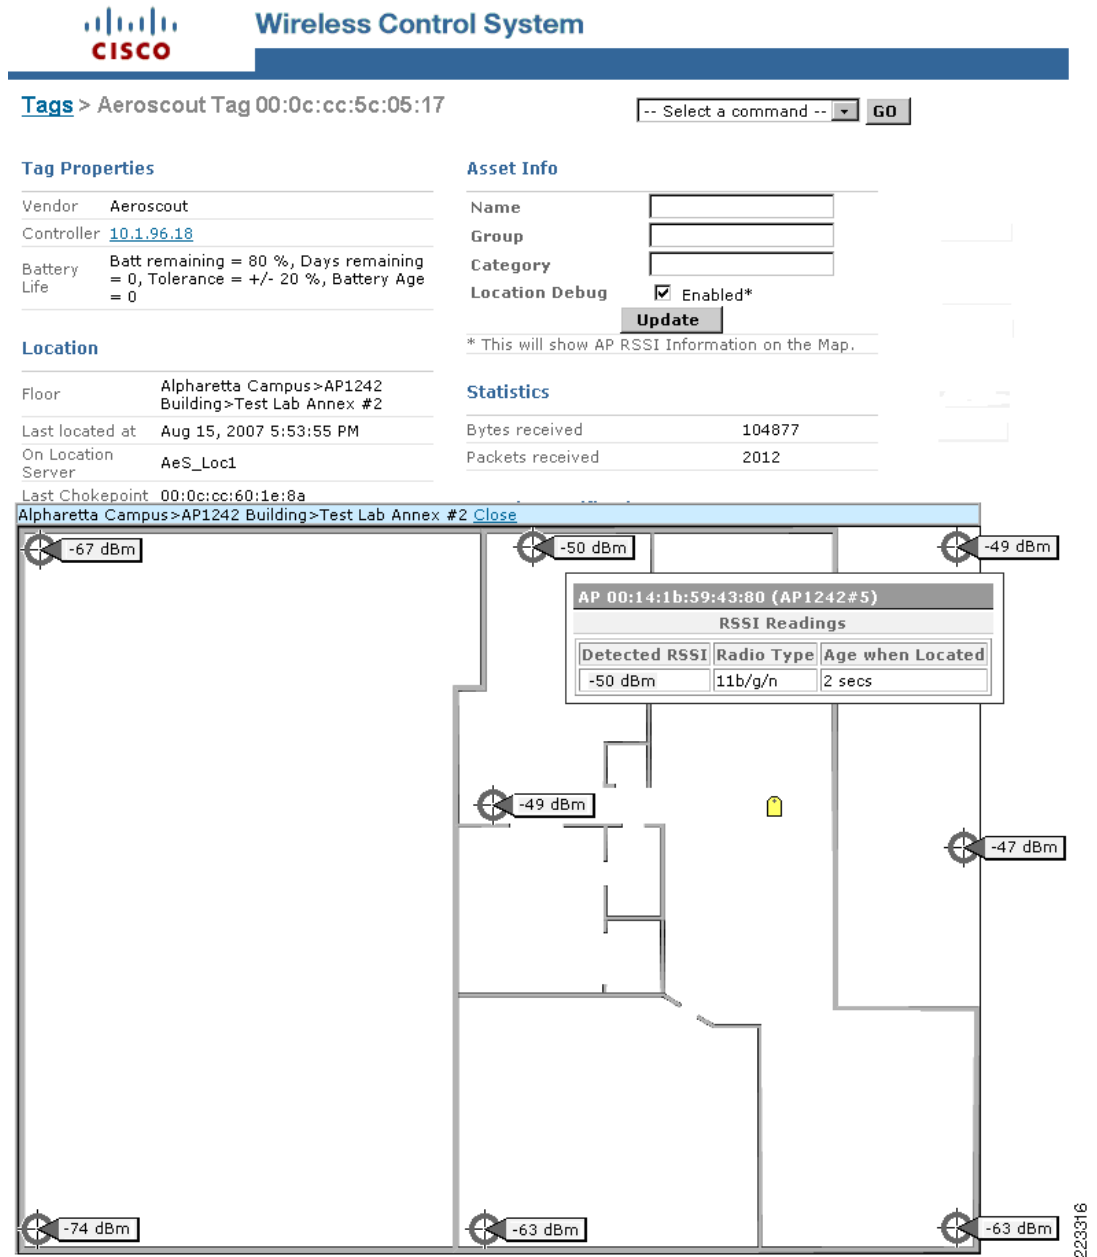 CISCO
Wireless Control System
Tags > Aeroscout Tag 00:0c:cc:5c:05:17
-- Select a command --
GO
Tag Properties
Vendor Aeroscout
Controller 10.1.96.18
Battery Life Batt remaining = 80 %, Days remaining
= 0, Tolerance = +/- 20 %, Battery Age
= 0
Location
Floor Alpharetta Campus>AP1242
Building>Test Lab Annex #2
Last located at Aug 15, 2007 5:53:55 PM
On Location Server AeS_Loc1
Last Chokepoint 00:0c:cc:60:1e:8a
Asset Info
Name
Group
Category
Location Debug Enabled*
Update
* This will show AP RSSI Information on the Map.
Statistics
Bytes received 104877
Packets received 2012
Alpharetta Campus>AP1242 Building>Test Lab Annex #2 Close
-67 dBm
-50 dBm
-49 dBm
AP 00:14:1b:59:43:80 (AP1242#5)
RSSI Readings
Detected RSSI Radio Type Age when Located
-50 dBm 11b/g/n 2 secs
-49 dBm
-47 dBm
-74 dBm
-63 dBm
-63 dBm
223316